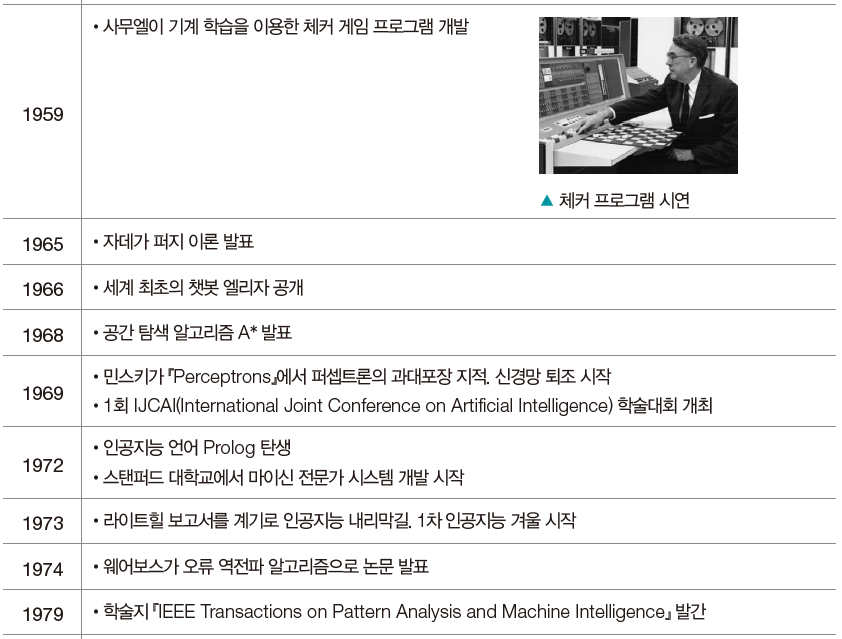 1959
• 사무엘이 기계 학습을 이용한 체커 게임 프로그램 개발
▲ 체커 프로그램 시연
1965
• 자데가 퍼지 이론 발표
1966
• 세계 최초의 챗봇 엘리자 공개
1968
• 공간 탐색 알고리즘 A* 발표
1969
• 민스키가 『Perceptrons』에서 퍼셉트론의 과대포장 지적. 신경망 퇴조 시작
• 1회 IJCAI(International Joint Conference on Artificial Intelligence) 학술대회 개최
1972
• 인공지능 언어 Prolog 탄생
• 스탠퍼드 대학교에서 마이신 전문가 시스템 개발 시작
1973
• 라이트힐 보고서를 계기로 인공지능 내리막길. 1차 인공지능 겨울 시작
1974
• 웨어보스가 오류 역전파 알고리즘으로 논문 발표
1979
• 학술지 『IEEE Transactions on Pattern Analysis and Machine Intelligence』 발간